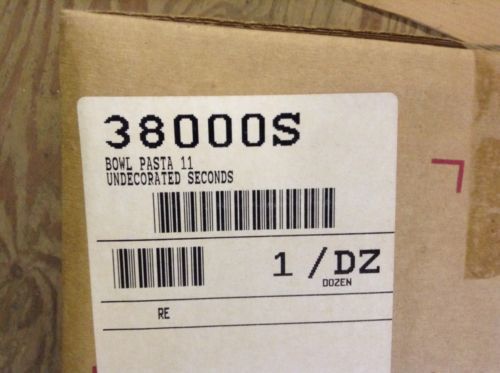 38000S
BOWL PASTA 11
UNDECORATED SECONDS
1 /DZ
DOZEN
RE